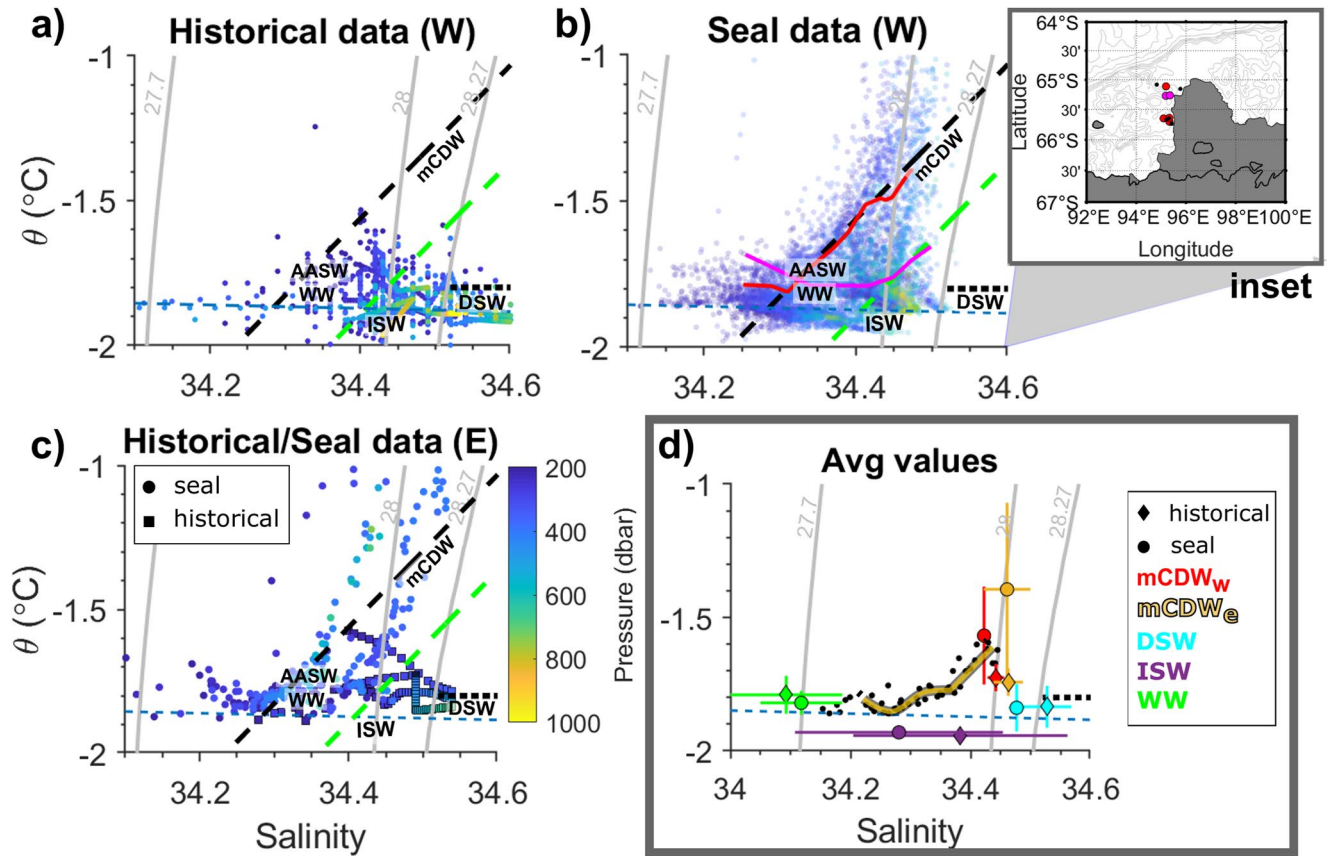 a)
Historical data (W)
-1
-1.5
-2
θ (°C)
27.7
28
28.27
mCDW
AASW
WW
ISW
DSW
34.2
34.4
34.6
b)
Seal data (W)
-1
-1.5
-2
27.7
28
28.27
mCDW
AASW
WW
ISW
DSW
34.2
34.4
34.6
64°S
30'
65°S
30'
66°S
30'
67°S
Latitude
92°E
94°E
96°E
98°E
100°E
Longitude
inset
c)
Historical/Seal data (E)
seal
historical
-1
-1.5
-2
θ (°C)
27.7
28
28.27
mCDW
AASW
WW
ISW
DSW
34.2
34.4
34.6
Salinity
200
400
600
800
1000
Pressure (dbar)
d)
Avg values
-1
-1.5
-2
27.7
28
28.27
34
34.2
34.4
34.6
Salinity
historical
seal
mCDWw
mCDWe
DSW
ISW
WW